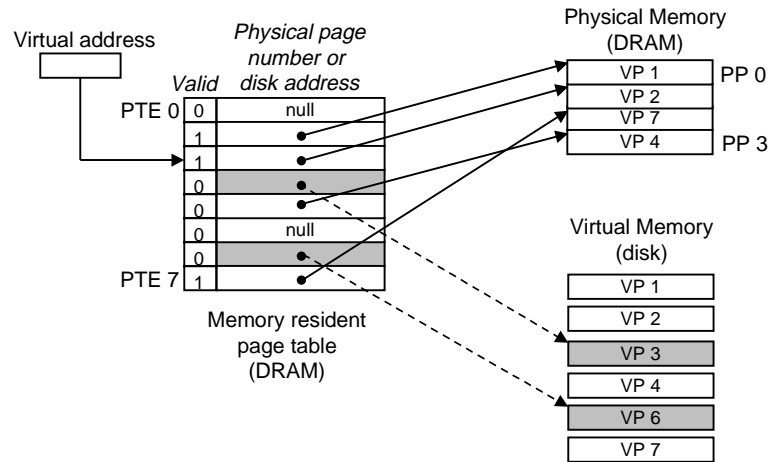 Virtual address
Physical page
number or
disk address
Valid
PTE 0
0
null
1
1
0
0
0
null
0
PTE 7
1
Memory resident
page table
(DRAM)
Physical Memory
(DRAM)
VP 1
PP 0
VP 2
VP 7
VP 4
PP 3
Virtual Memory
(disk)
VP 1
VP 2
VP 3
VP 4
VP 6
VP 7